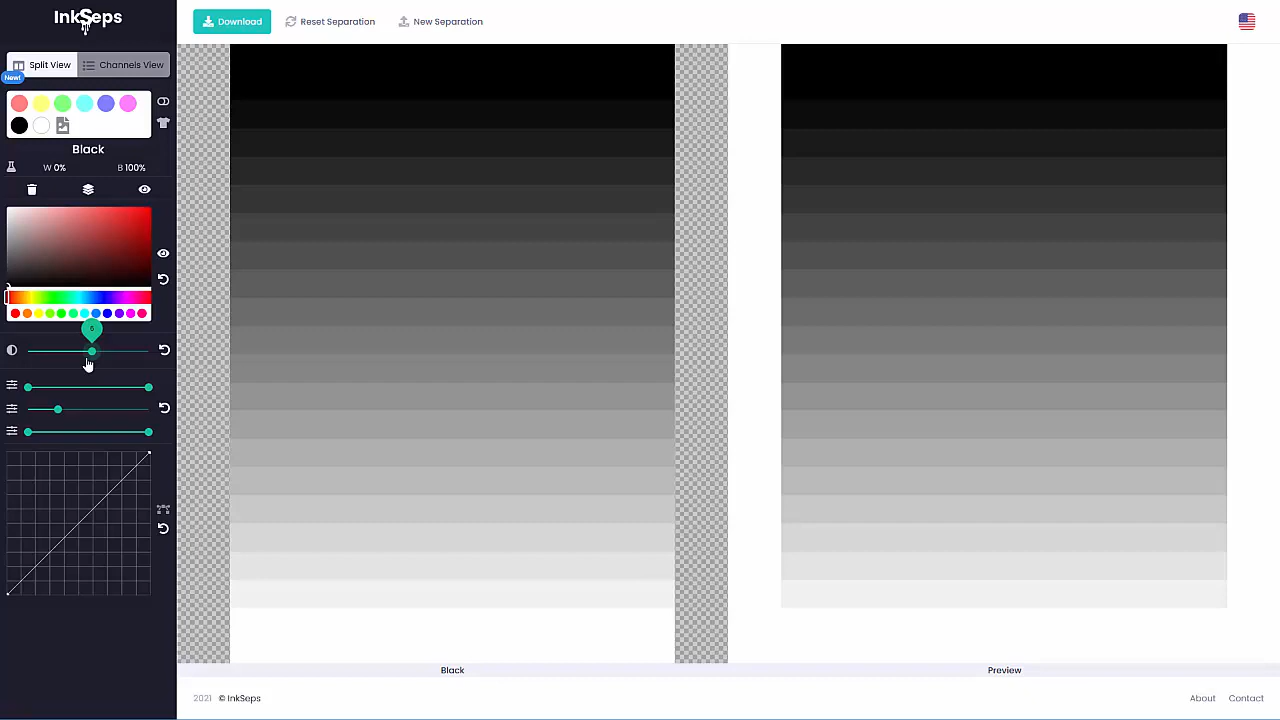 InkSeps
Download
Reset Separation
New Separation
Split View
Channels View
New!
Black
W 0%
B 100%
6
Black
Preview
2021 © InkSeps
About
Contact